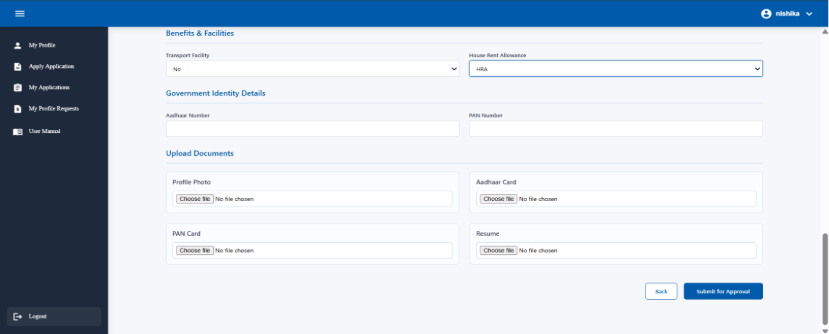 nishika
My Profile
Apply Application
My Applications
My Profile Requests
User Manual
Logout
Benefits & Facilities
Transport Facility
House Rent Allowance
No
HRA
Government Identity Details
Aadhaar Number
PAN Number
Upload Documents
Profile Photo
Aadhaar Card
Choose file No file chosen
Choose file No file chosen
PAN Card
Resume
Choose file No file chosen
Choose file No file chosen
Back
Submit for Approval